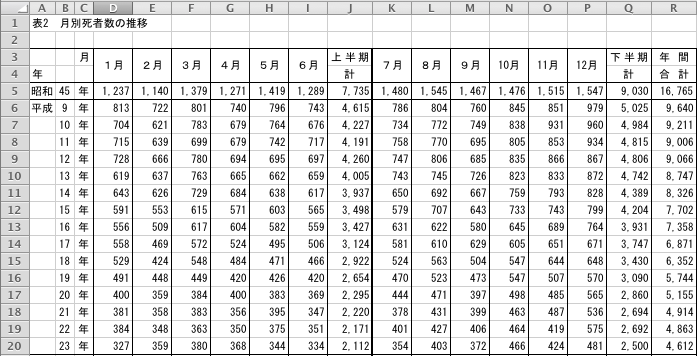 A B C D E F G H I J K L M N O P Q R
1 表2 月別死者数の推移
2
3 月 1月 2月 3月 4月 5月 6月 上半期 7月 8月 9月 10月 11月 12月 下半期 年間
4 年 計 計 合計
5 昭和 45 年 1,237 1,140 1,379 1,271 1,419 1,289 7,735 1,480 1,545 1,467 1,476 1,515 1,547 9,030 16,765
6 平成 9 年 813 722 801 740 796 743 4,615 786 804 760 845 851 979 5,025 9,640
7 10 年 704 621 783 679 764 676 4,227 734 772 749 838 931 960 4,984 9,211
8 11 年 715 639 699 679 742 717 4,191 758 770 695 805 853 934 4,815 9,006
9 12 年 728 666 780 694 695 697 4,260 747 806 685 835 866 867 4,806 9,066
10 13 年 619 637 763 665 662 659 4,005 743 745 726 823 833 872 4,742 8,747
11 14 年 643 626 729 684 638 617 3,937 650 692 667 759 793 828 4,389 8,326
12 15 年 591 553 615 571 603 565 3,498 579 707 643 733 743 799 4,204 7,702
13 16 年 556 509 617 604 582 559 3,427 631 622 580 645 689 764 3,931 7,358
14 17 年 558 469 572 524 495 506 3,124 581 610 629 605 651 671 3,747 6,871
15 18 年 529 424 548 484 471 466 2,922 524 563 504 547 644 648 3,430 6,352
16 19 年 491 448 449 420 426 420 2,654 470 523 473 547 507 570 3,090 5,744
17 20 年 400 359 384 400 383 369 2,295 444 471 397 498 485 565 2,860 5,155
18 21 年 381 358 383 356 395 347 2,220 378 431 399 463 487 536 2,694 4,914
19 22 年 384 348 363 350 375 351 2,171 401 427 406 464 419 575 2,692 4,863
20 23 年 327 359 380 368 344 334 2,112 354 403 372 466 424 481 2,500 4,612